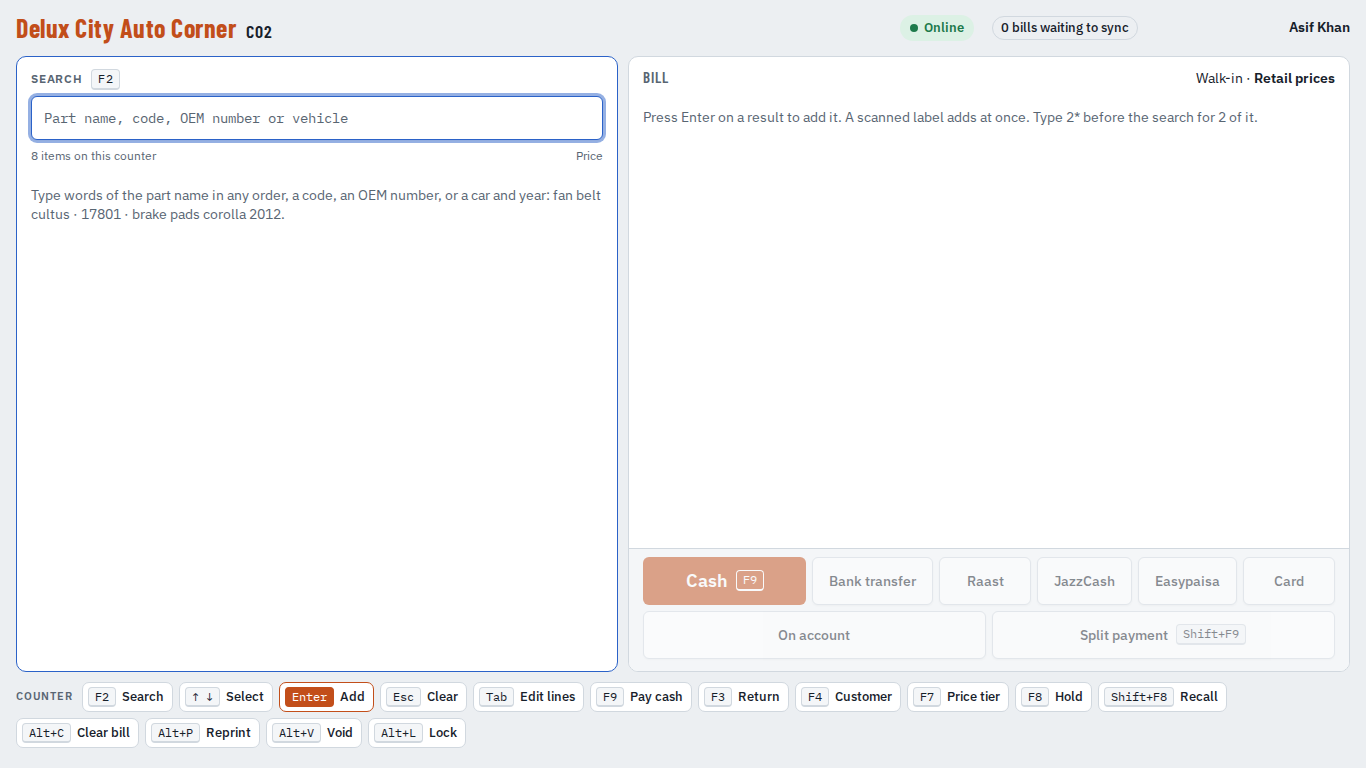 Delux City Auto Corner C02
Online
0 bills waiting to sync
Asif Khan
SEARCH F2
Part name, code, OEM number or vehicle
8 items on this counter Price
Type words of the part name in any order, a code, an OEM number, or a car and year: fan belt
cultus · 17801 · brake pads corolla 2012.
BILL
Walk-in · Retail prices
Press Enter on a result to add it. A scanned label adds at once. Type 2* before the search for 2 of it.
Cash F9 Bank transfer Raast JazzCash Easypaisa Card
On account Split payment Shift+F9
COUNTER F2 Search ↑ ↓ Select Enter Add Esc Clear Tab Edit lines F9 Pay cash F3 Return F4 Customer F7 Price tier F8 Hold Shift+F8 Recall
Alt+C Clear bill Alt+P Reprint Alt+V Void Alt+L Lock